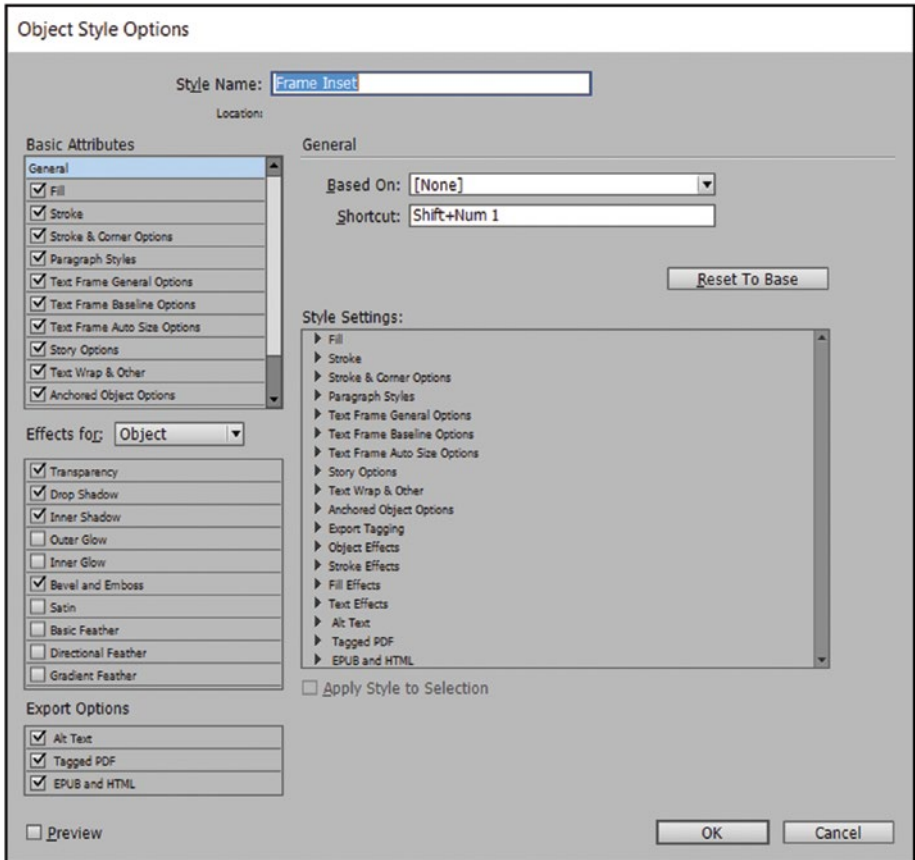 Object Style Options
Style Name: Frame Inset
Location:
Basic Attributes
General
Fill
Stroke
Stroke & Corner Options
Paragraph Styles
Text Frame General Options
Text Frame Baseline Options
Text Frame Auto Size Options
Story Options
Text Wrap & Other
Anchored Object Options
Effects for: Object
Transparency
Drop Shadow
Inner Shadow
Outer Glow
Inner Glow
Bevel and Emboss
Satin
Basic Feather
Directional Feather
Gradient Feather
Export Options
Alt Text
Tagged PDF
EPUB and HTML
Preview
General
Based On: [None]
Shortcut: Shift+Num 1
Reset To Base
Style Settings:
Fill
Stroke
Stroke & Corner Options
Paragraph Styles
Text Frame General Options
Text Frame Baseline Options
Text Frame Auto Size Options
Story Options
Text Wrap & Other
Anchored Object Options
Export Tagging
Object Effects
Stroke Effects
Fill Effects
Text Effects
Alt Text
Tagged PDF
EPUB and HTML
Apply Style to Selection
OK
Cancel